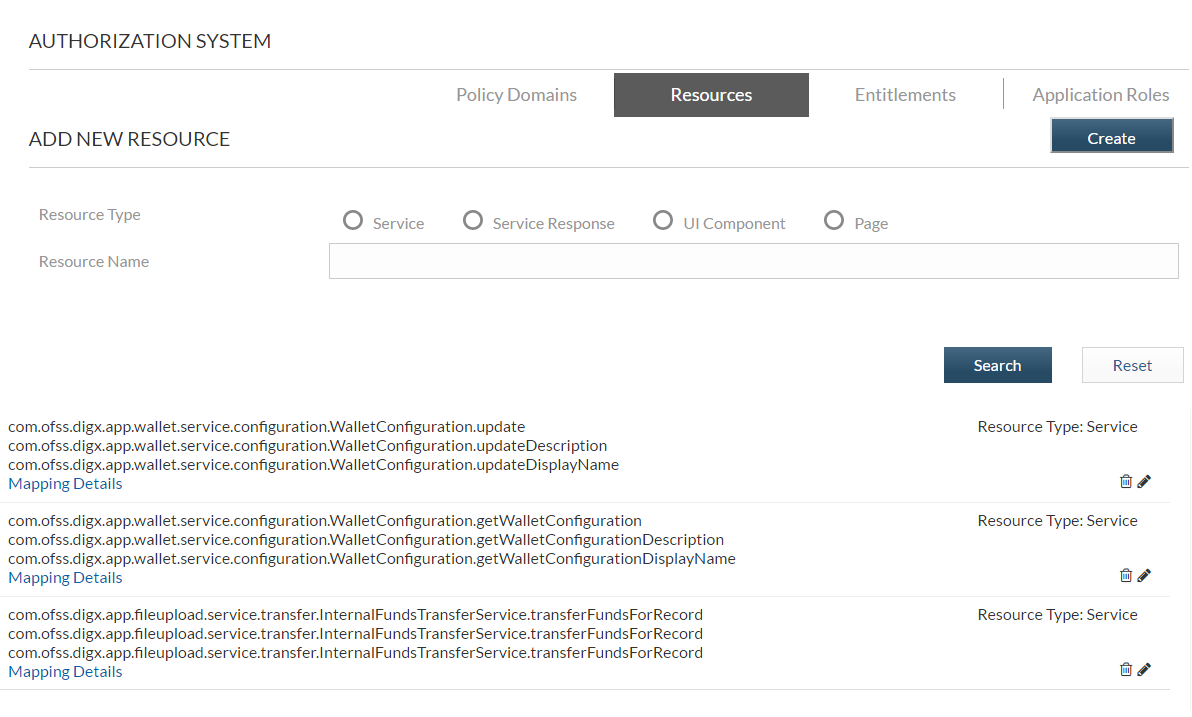 AUTHORIZATION SYSTEM
Policy Domains Resources Entitlements Application Roles
ADD NEW RESOURCE Create
Resource Type Service Service Response UI Component Page
Resource Name
Search Reset
com.ofss.digx.app.wallet.service.configuration.WalletConfiguration.update Resource Type: Service
com.ofss.digx.app.wallet.service.configuration.WalletConfiguration.updateDescription
com.ofss.digx.app.wallet.service.configuration.WalletConfiguration.updateDisplayName
Mapping Details
com.ofss.digx.app.wallet.service.configuration.WalletConfiguration.getWalletConfiguration Resource Type: Service
com.ofss.digx.app.wallet.service.configuration.WalletConfiguration.getWalletConfigurationDescription
com.ofss.digx.app.wallet.service.configuration.WalletConfiguration.getWalletConfigurationDisplayName
Mapping Details
com.ofss.digx.app.fileupload.service.transfer.InternalFundsTransferService.transferFundsForRecord Resource Type: Service
com.ofss.digx.app.fileupload.service.transfer.InternalFundsTransferService.transferFundsForRecord
com.ofss.digx.app.fileupload.service.transfer.InternalFundsTransferService.transferFundsForRecord
Mapping Details